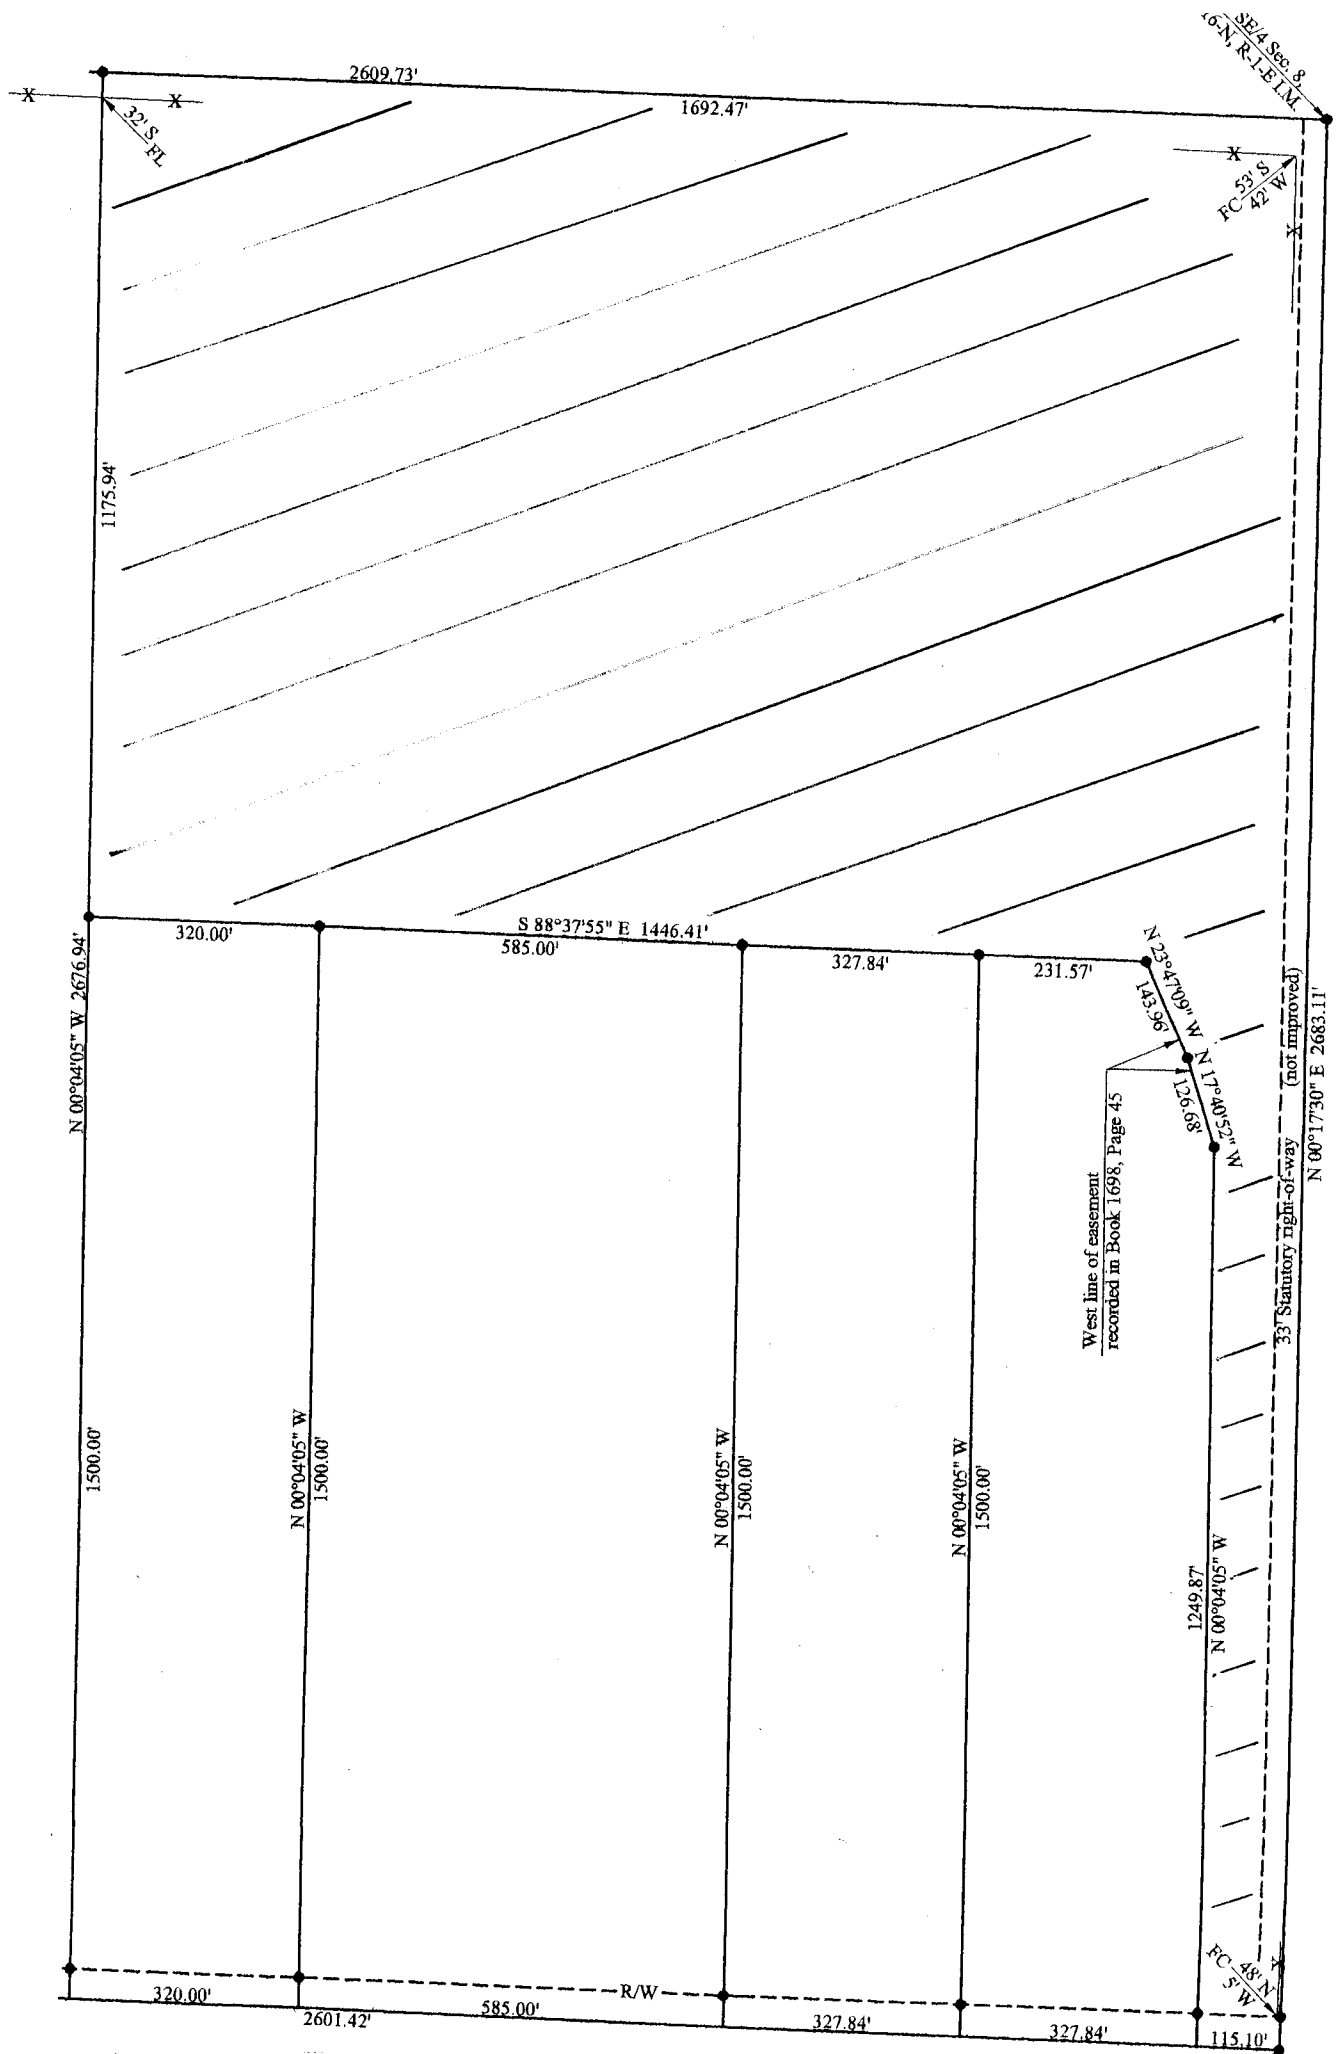 SE/4 Sec. 8,
16-N, R-1-E I.M.
2609.73'
1692.47'
X
X
32' S
FL
X
53' S
FC
42' W
X
1175.94'
S 88°37'55" E 1446.41'
320.00'
585.00'
327.84'
231.57'
N 23°47'09" W
143.96'
N 17°40'52" W
126.68'
N 00°04'05" W 2676.94'
(not improved)
33' Statutory right-of-way
N 00°17'30" E 2683.11'
West line of easement
recorded in Book 1698, Page 45
1500.00'
N 00°04'05" W
1500.00'
N 00°04'05" W
1500.00'
N 00°04'05" W
1500.00'
1249.87'
N 00°04'05" W
48' N
FC
5' W
R/W
320.00'
585.00'
2601.42'
327.84'
327.84'
115.10'